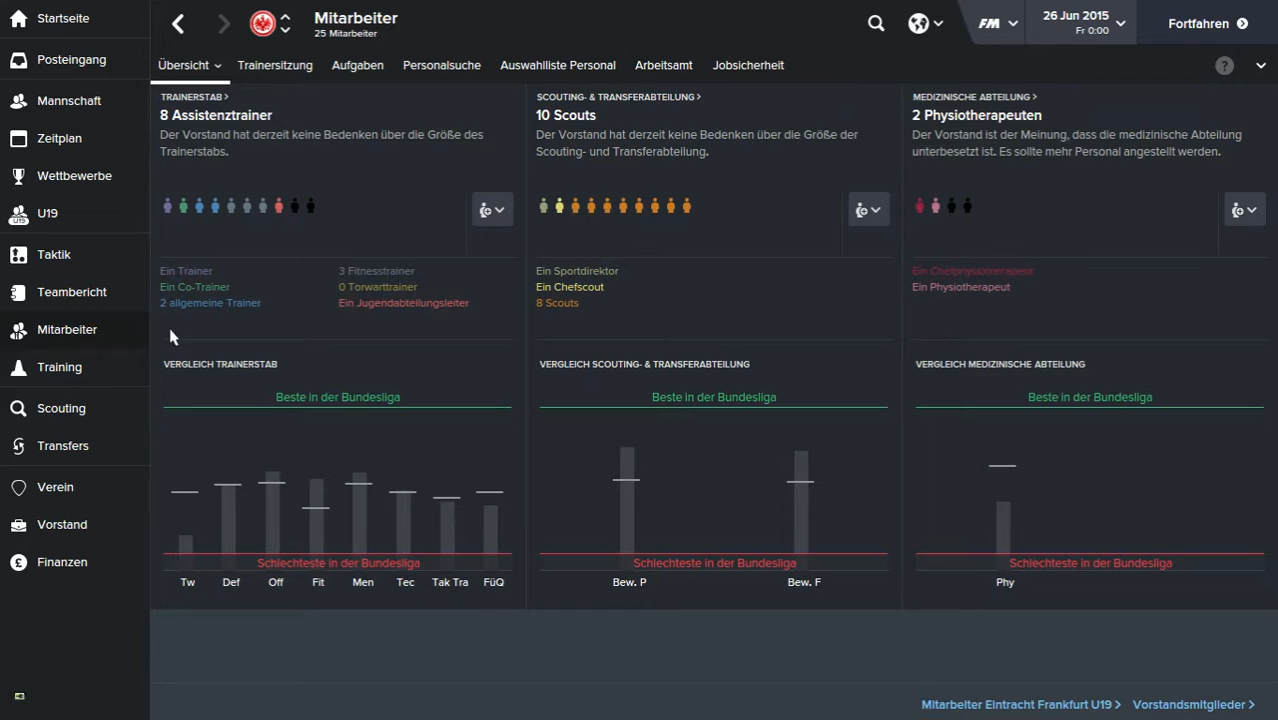 Startseite
Posteingang
Mannschaft
Zeitplan
Wettbewerbe
U19
U19
Taktik
Teambericht
Mitarbeiter
Training
Scouting
Transfers
Verein
Vorstand
Finanzen
Mitarbeiter
25 Mitarbeiter
FM
26 Jun 2015
Fr 0:00
Fortfahren
Übersicht
Trainersitzung
Aufgaben
Personalsuche
Auswahlliste Personal
Arbeitsamt
Jobsicherheit
?
TRAINERSTAB >
8 Assistenztrainer
Der Vorstand hat derzeit keine Bedenken über die Größe des
Trainerstabs.
Ein Trainer
Ein Co-Trainer
2 allgemeine Trainer
3 Fitnesstrainer
0 Torwarttrainer
Ein Jugendabteilungsleiter
VERGLEICH TRAINERSTAB
Beste in der Bundesliga
Schlechteste in der Bundesliga
Tw Def Off Fit Men Tec Tak Tra FüQ
SCOUTING- & TRANSFERABTEILUNG >
10 Scouts
Der Vorstand hat derzeit keine Bedenken über die Größe der
Scouting- und Transferabteilung.
Ein Sportdirektor
Ein Chefscout
8 Scouts
VERGLEICH SCOUTING- & TRANSFERABTEILUNG
Beste in der Bundesliga
Schlechteste in der Bundesliga
Bew. P Bew. F
MEDIZINISCHE ABTEILUNG >
2 Physiotherapeuten
Der Vorstand ist der Meinung, dass die medizinische Abteilung
unterbesetzt ist. Es sollte mehr Personal angestellt werden.
Ein Chefphysiotherapeut
Ein Physiotherapeut
VERGLEICH MEDIZINISCHE ABTEILUNG
Beste in der Bundesliga
Schlechteste in der Bundesliga
Phy
Mitarbeiter Eintracht Frankfurt U19 >
Vorstandsmitglieder >